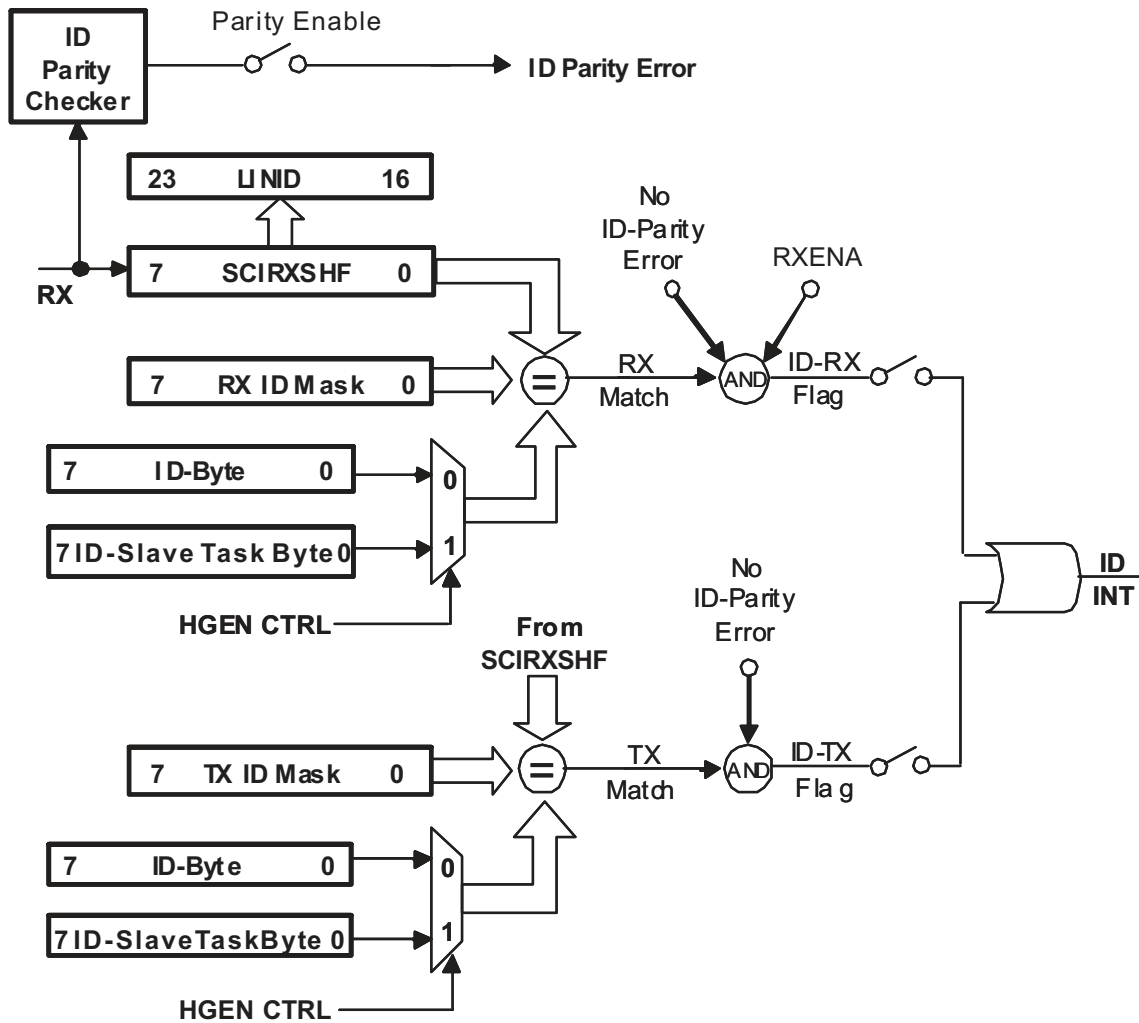 Parity Enable
ID
Parity
Checker
ID Parity Error
23 LINID 16
No
ID-Parity
Error
RXENA
7 SCIRXSHF 0
RX
7 RX ID Mask 0
RX
Match
AND
ID-RX
Flag
=
7 ID-Byte 0
0
7 ID-Slave Task Byte 0
1
HGEN CTRL
From
SCIRXSHF
No
ID-Parity
Error
ID
INT
7 TX ID Mask 0
=
TX
Match
AND
ID-TX
Flag
7 ID-Byte 0
0
7 ID-Slave Task Byte 0
1
HGEN CTRL